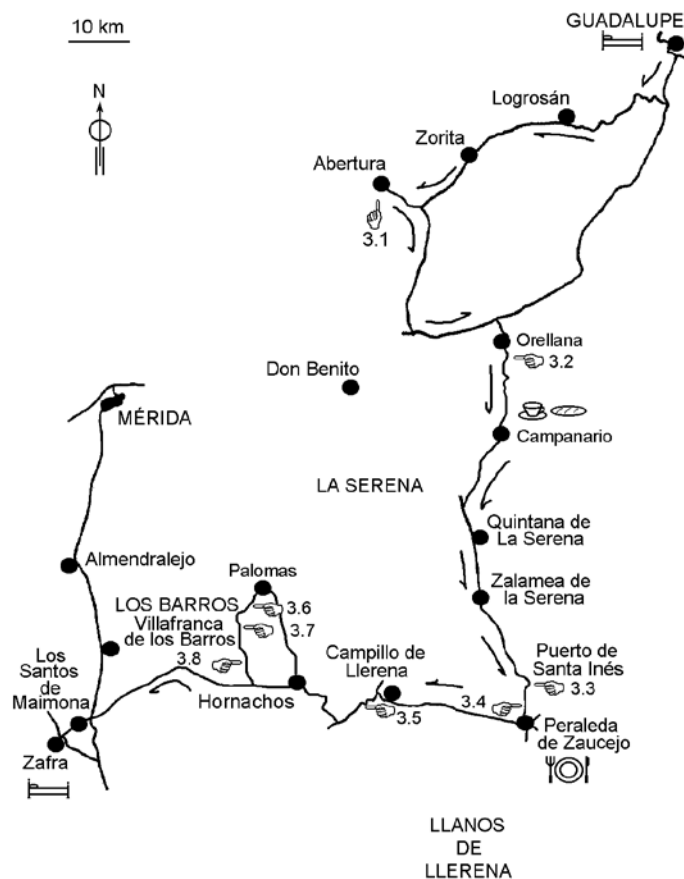 10 km
GUADALUPE
N
Logrosán
Zorita
Abertura
3.1
Orellana
3.2
Don Benito
MÉRIDA
Campanario
LA SERENA
Quintana de
La Serena
Almendralejo
Palomas
Zalamea de
la Serena
LOS BARROS
3.6
Villafranca
de los Barros
3.7
Los
Santos
de
Maimona
3.8
Campillo de
Llerena
Puerto de
Santa Inés
3.3
Hornachos
3.4
3.5
Peraleda
de Zaucejo
Zafra
LLANOS
DE
LLERENA